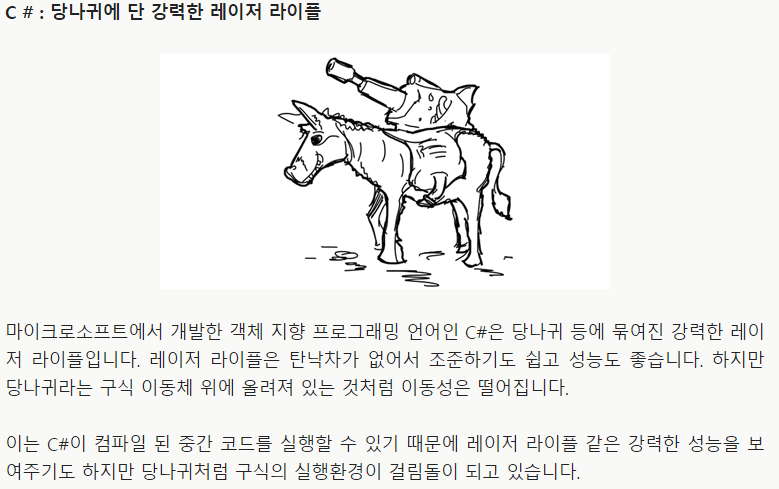 C # : 당나귀에 단 강력한 레이저 라이플
마이크로소프트에서 개발한 객체 지향 프로그래밍 언어인 C#은 당나귀 등에 묶여진 강력한 레이
저 라이플입니다. 레이저 라이플은 탄낙차가 없어서 조준하기도 쉽고 성능도 좋습니다. 하지만
당나귀라는 구식 이동체 위에 올려져 있는 것처럼 이동성은 떨어집니다.
이는 C#이 컴파일 된 중간 코드를 실행할 수 있기 때문에 레이저 라이플 같은 강력한 성능을 보
여주기도 하지만 당나귀처럼 구식의 실행환경이 걸림돌이 되고 있습니다.